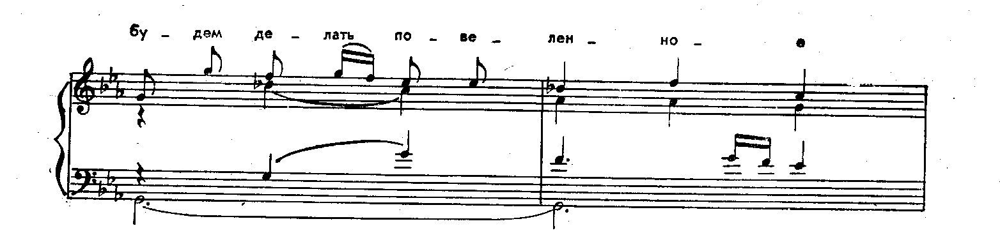 бу - дем де - лать по - ве - лен - но - е